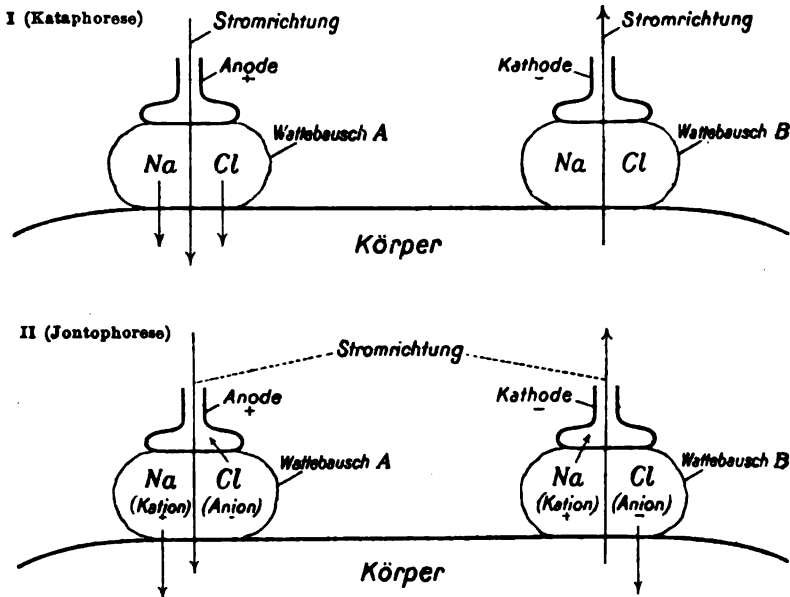 I (Kataphorese)
Stromrichtung
Stromrichtung
Anode
+
Kathode
-
Wattebausch A
Wattebausch B
Na Cl
Na Cl
Körper
II (Jontophorese)
Stromrichtung
Anode
+
Kathode
-
Wattebausch A
Wattebausch B
Na Cl
(Kation) (Anion)
+ -
Na Cl
(Kation) (Anion)
+ -
Körper